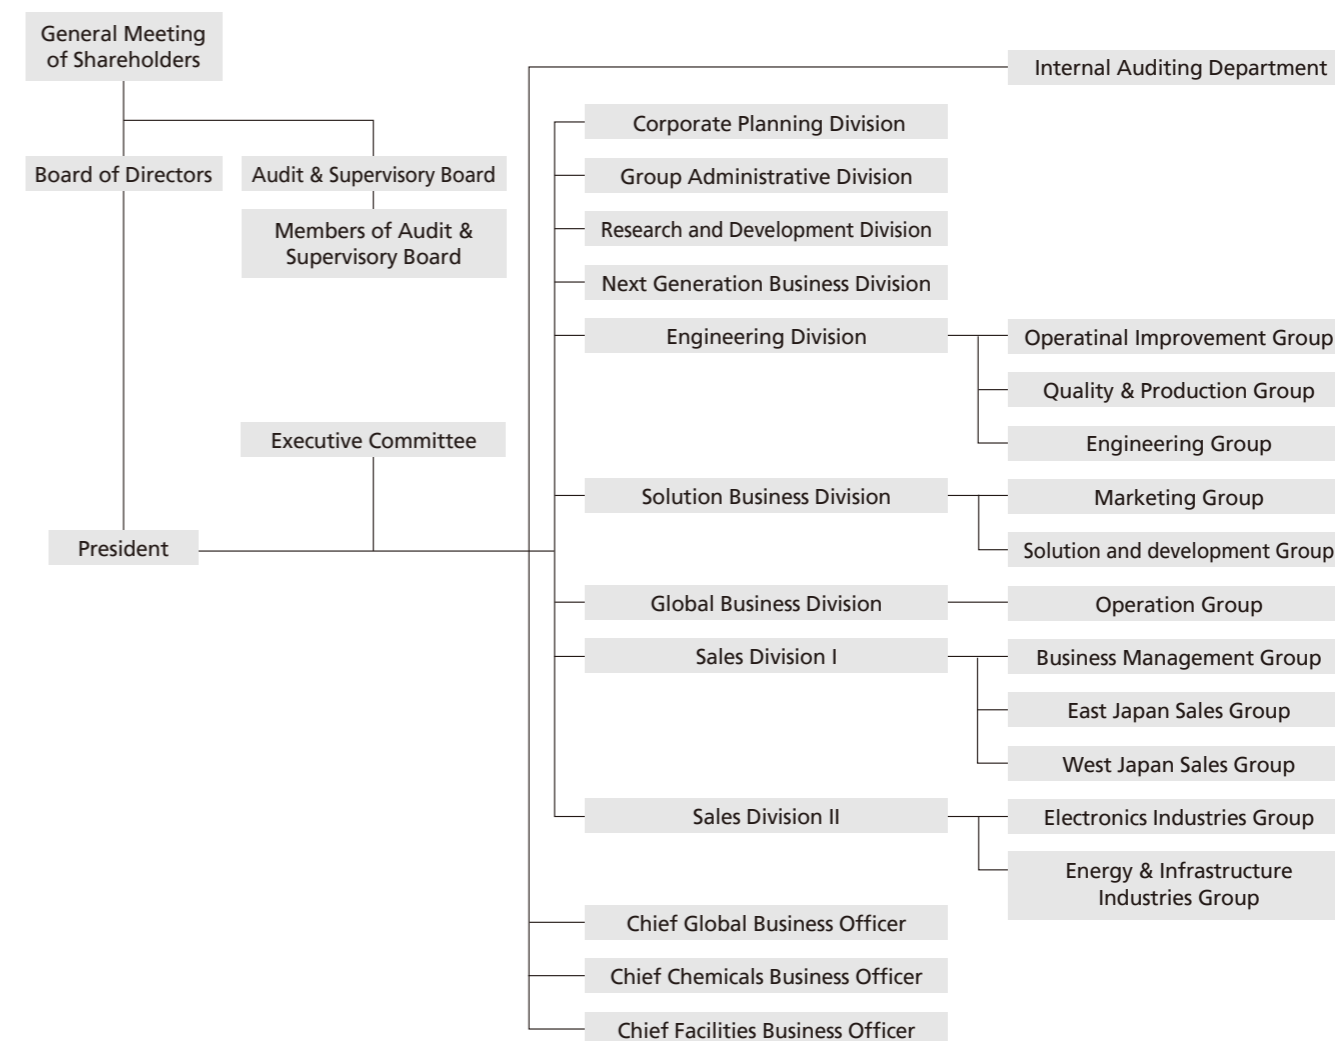 General Meeting
of Shareholders
Board of Directors
Audit & Supervisory Board
Members of Audit &
Supervisory Board
Executive Committee
President
Internal Auditing Department
Corporate Planning Division
Group Administrative Division
Research and Development Division
Next Generation Business Division
Engineering Division
Operatinal Improvement Group
Quality & Production Group
Engineering Group
Solution Business Division
Marketing Group
Solution and development Group
Global Business Division
Operation Group
Sales Division I
Business Management Group
East Japan Sales Group
West Japan Sales Group
Sales Division II
Electronics Industries Group
Energy & Infrastructure
Industries Group
Chief Global Business Officer
Chief Chemicals Business Officer
Chief Facilities Business Officer